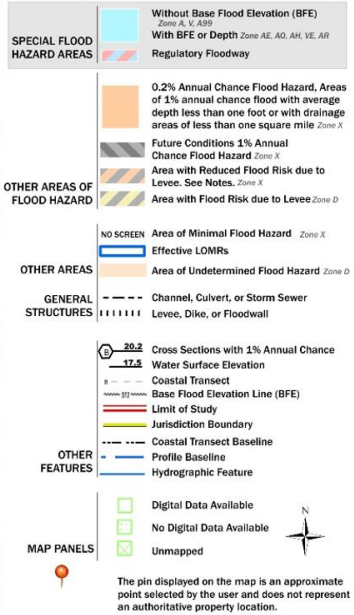 SPECIAL FLOOD
HAZARD AREAS
Without Base Flood Elevation (BFE)
Zone A, V, A99
With BFE or Depth Zone AE, AO, AH, VE, AR
Regulatory Floodway
OTHER AREAS OF
FLOOD HAZARD
0.2% Annual Chance Flood Hazard, Areas
of 1% annual chance flood with average
depth less than one foot or with drainage
areas of less than one square mile Zone X
Future Conditions 1% Annual
Chance Flood Hazard Zone X
Area with Reduced Flood Risk due to
Levee. See Notes. Zone X
Area with Flood Risk due to Levee Zone D
OTHER AREAS
NO SCREEN Area of Minimal Flood Hazard Zone X
Effective LOMRs
Area of Undetermined Flood Hazard Zone D
GENERAL
STRUCTURES
Channel, Culvert, or Storm Sewer
Levee, Dike, or Floodwall
OTHER
FEATURES
B 20.2 Cross Sections with 1% Annual Chance
17.5 Water Surface Elevation
Coastal Transect
513 Base Flood Elevation Line (BFE)
Limit of Study
Jurisdiction Boundary
Coastal Transect Baseline
Profile Baseline
Hydrographic Feature
MAP PANELS
Digital Data Available
No Digital Data Available
Unmapped
N
The pin displayed on the map is an approximate
point selected by the user and does not represent
an authoritative property location.